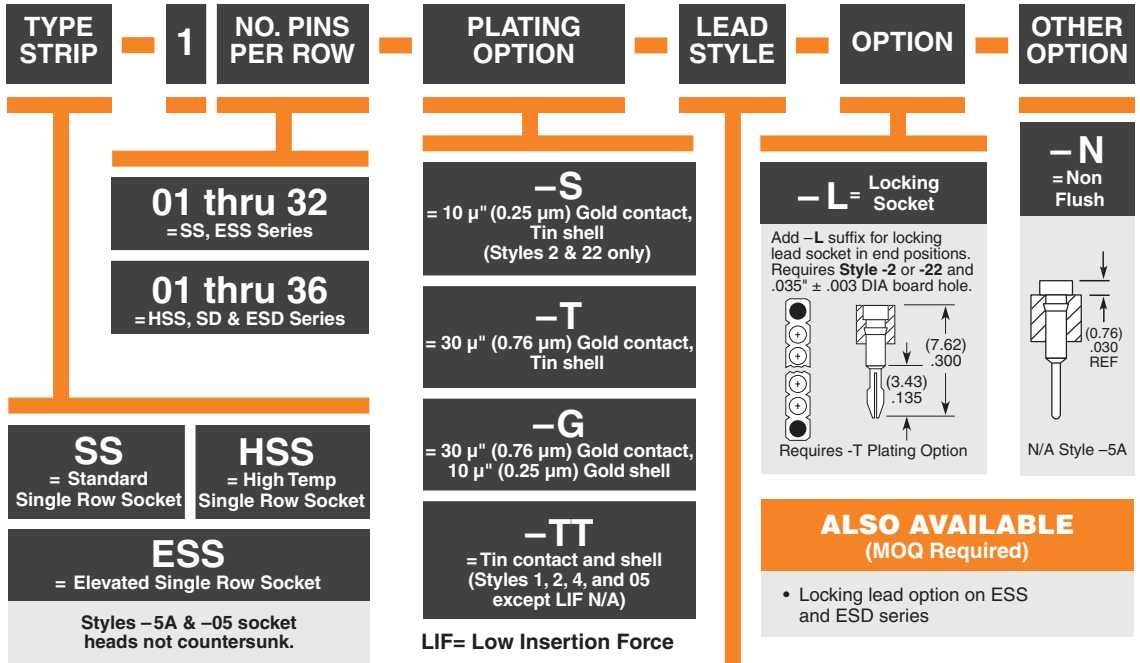 TYPE
STRIP
1
NO. PINS
PER ROW
PLATING
OPTION
LEAD
STYLE
OPTION
OTHER
OPTION
01 thru 32
=SS, ESS Series
01 thru 36
=HSS, SD & ESD Series
SS
= Standard
Single Row Socket
HSS
= High Temp
Single Row Socket
ESS
= Elevated Single Row Socket
Styles –5A & –05 socket
heads not countersunk.
–S
= 10 µ" (0.25 µm) Gold contact,
Tin shell
(Styles 2 & 22 only)
–T
= 30 µ" (0.76 µm) Gold contact,
Tin shell
–G
= 30 µ" (0.76 µm) Gold contact,
10 µ" (0.25 µm) Gold shell
–TT
= Tin contact and shell
(Styles 1, 2, 4, and 05
except LIF N/A)
LIF= Low Insertion Force
–L= Locking
Socket
Add –L suffix for locking
lead socket in end positions.
Requires Style -2 or -22 and
.035" ± .003 DIA board hole.
(7.62)
.300
(3.43)
.135
Requires -T Plating Option
–N
= Non
Flush
(0.76)
.030
REF
N/A Style –5A
ALSO AVAILABLE
(MOQ Required)
• Locking lead option on ESS
and ESD series